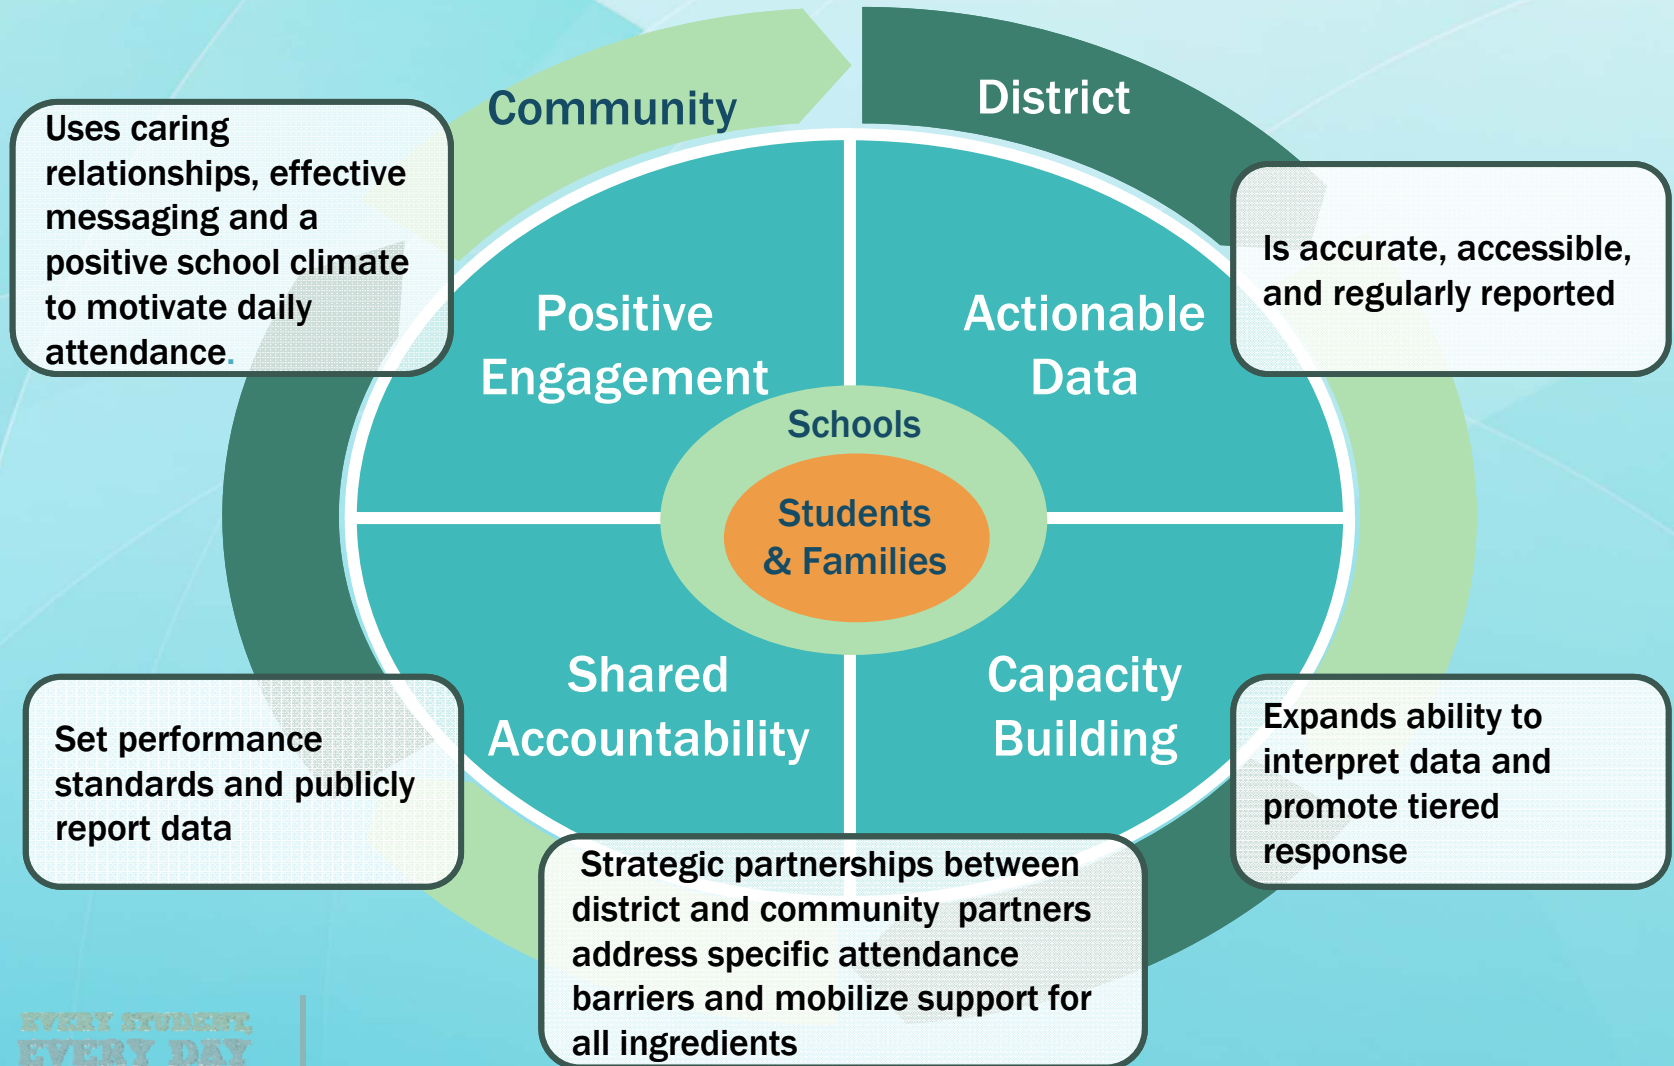 Community
District
Uses caring
relationships, effective
messaging and a
positive school climate
to motivate daily
attendance.
Is accurate, accessible,
and regularly reported
Positive
Engagement
Actionable
Data
Schools
Students
& Families
Shared
Accountability
Capacity
Building
Set performance
standards and publicly
report data
Expands ability to
interpret data and
promote tiered
response
Strategic partnerships between
district and community partners
address specific attendance
barriers and mobilize support for
all ingredients
EVERY STUDENT,
EVERY DAY